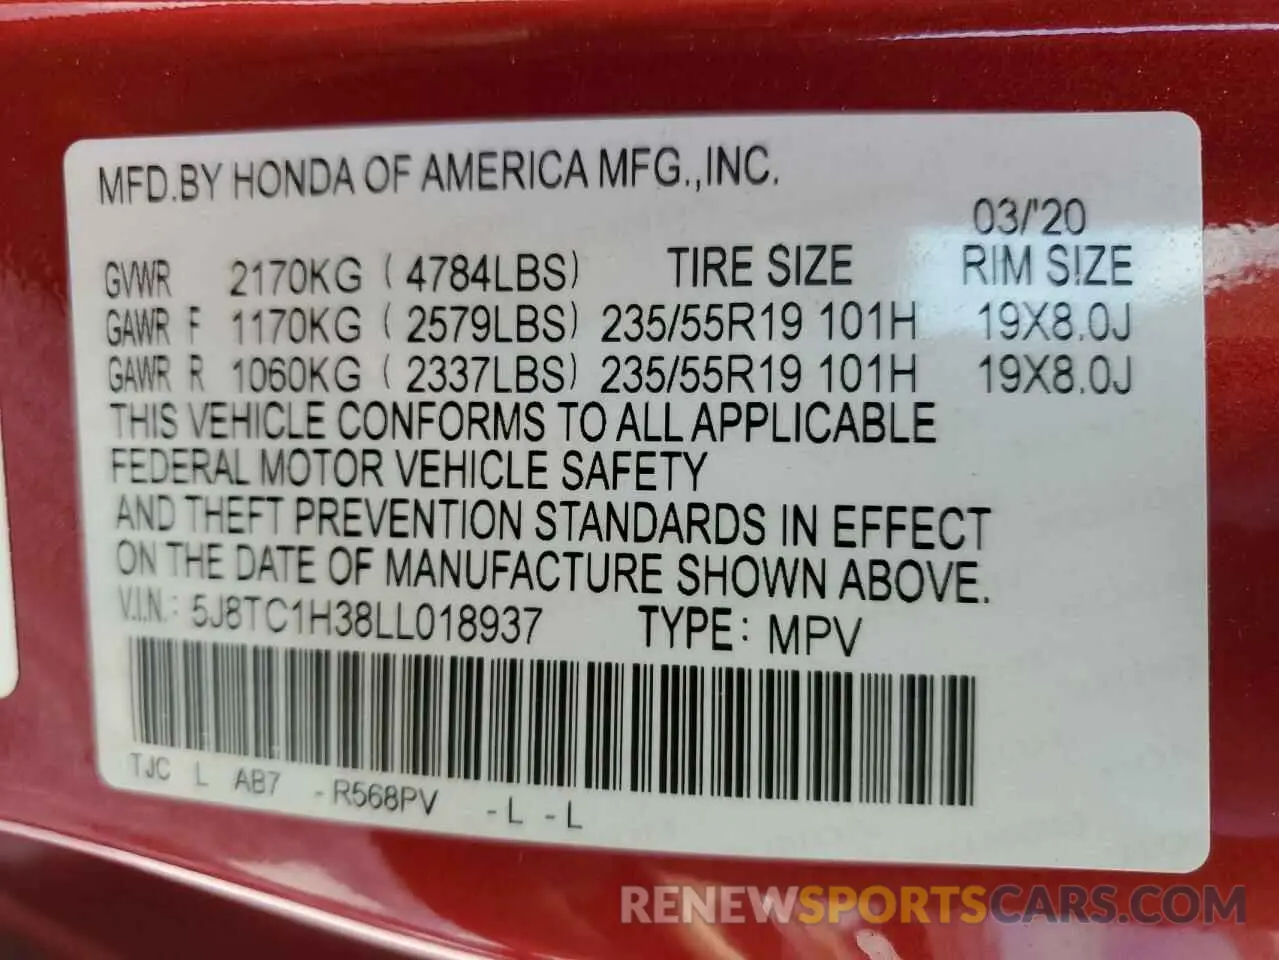 MFD.BY HONDA OF AMERICA MFG.,INC.
03/'20
GVWR 2170KG ( 4784LBS) TIRE SIZE RIM SIZE
GAWR F 1170KG ( 2579LBS) 235/55R19 101H 19X8.0J
GAWR R 1060KG ( 2337LBS) 235/55R19 101H 19X8.0J
THIS VEHICLE CONFORMS TO ALL APPLICABLE
FEDERAL MOTOR VEHICLE SAFETY
AND THEFT PREVENTION STANDARDS IN EFFECT
ON THE DATE OF MANUFACTURE SHOWN ABOVE.
V.I.N.: 5J8TC1H38LL018937 TYPE: MPV
TJC L AB7 -R568PV -L -L
RENEWSPORTSCARS.COM